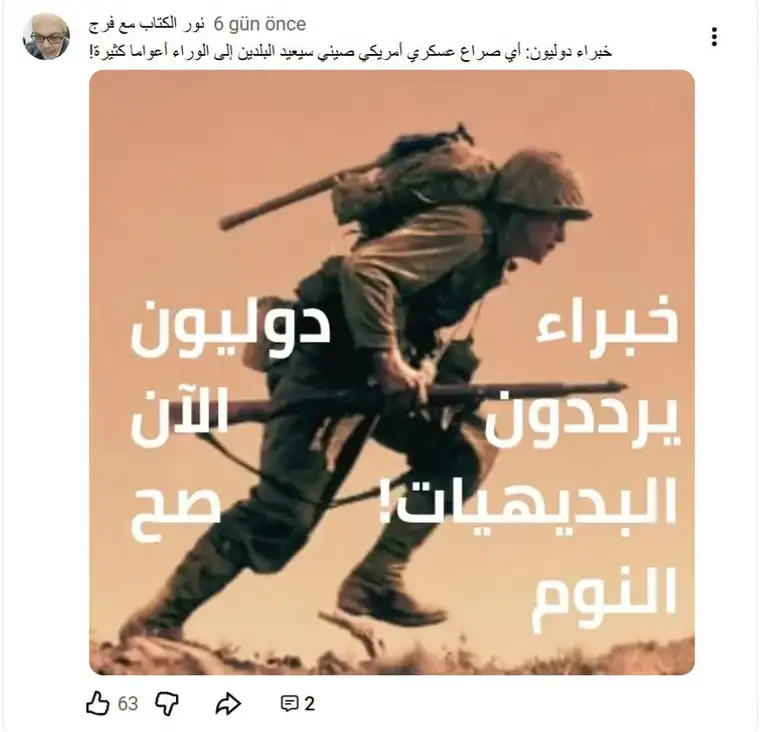 نور الكتاب مع فرج 6 gün önce
خبراء دوليون: أي صراع عسكري أمريكي صيني سيعيد البلدين إلى الوراء أعواما كثيرة!
خبراء دوليون
يرددون الآن
البديهيات! صح
النوم
63
2